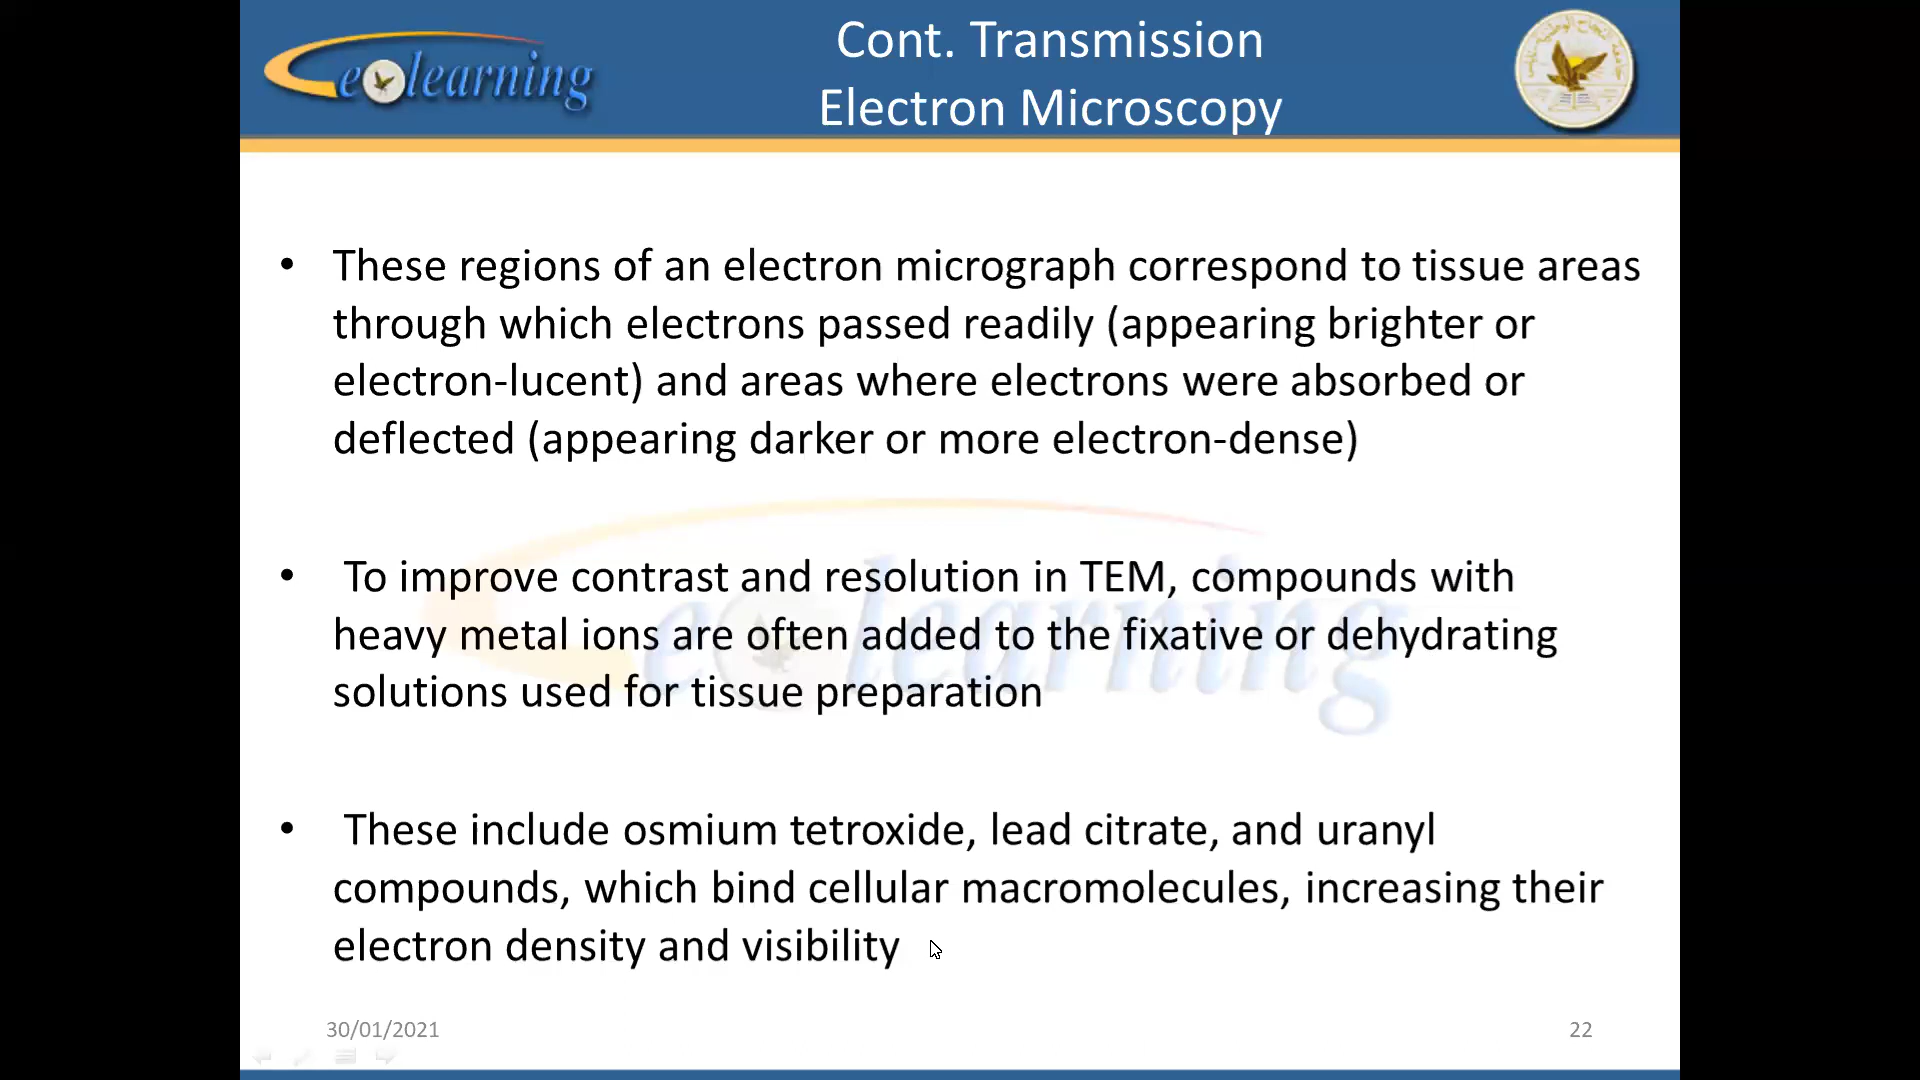 Cont. Transmission
Electron Microscopy
elearning
• These regions of an electron micrograph correspond to tissue areas
through which electrons passed readily (appearing brighter or
electron-lucent) and areas where electrons were absorbed or
deflected (appearing darker or more electron-dense)
• To improve contrast and resolution in TEM, compounds with
heavy metal ions are often added to the fixative or dehydrating
solutions used for tissue preparation
elearning
• These include osmium tetroxide, lead citrate, and uranyl
compounds, which bind cellular macromolecules, increasing their
electron density and visibility
30/01/2021
22